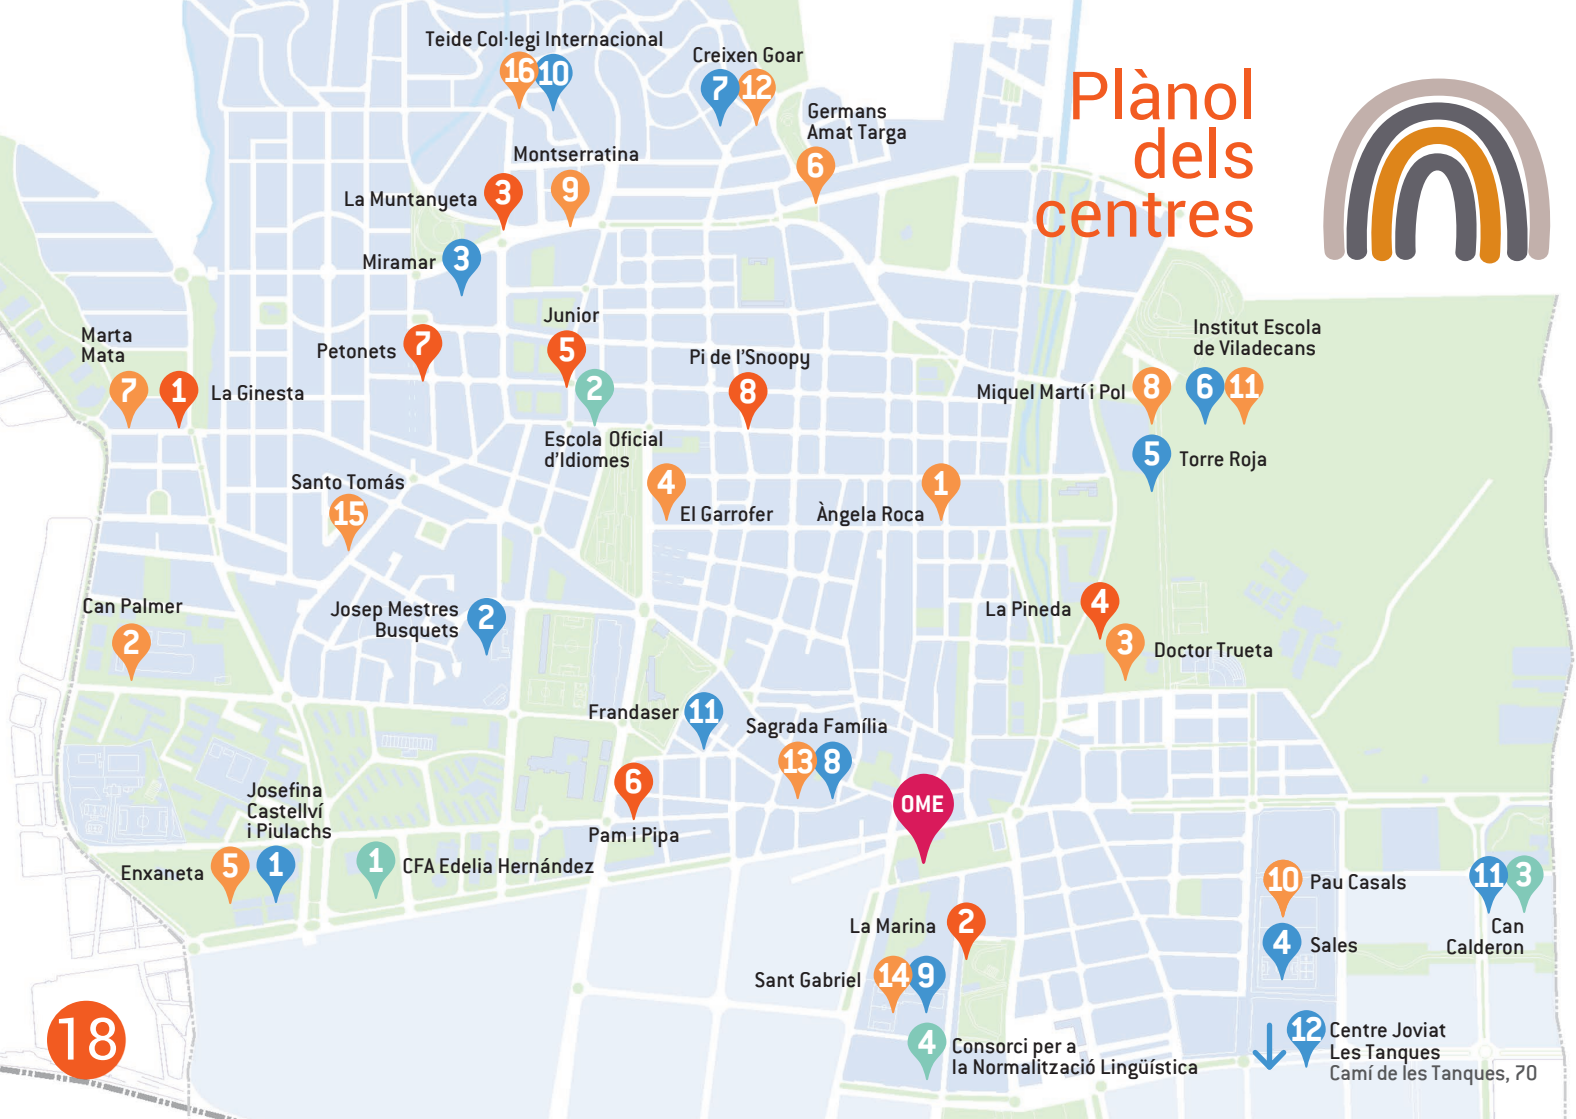 Plànol
dels
centres
Teide Col·legi Internacional
16
10
Creixen Goar
7
12
Germans
Amat Targa
6
Montserratina
9
La Muntanyeta
3
Miramar
3
Marta
Mata
7
1
La Ginesta
Petonets
7
Junior
5
2
Escola Oficial
d'Idiomes
Pi de l'Snoopy
8
Institut Escola
de Viladecans
6
11
Miquel Martí i Pol
8
5
Torre Roja
Santo Tomás
15
4
El Garrofer
Àngela Roca
1
Can Palmer
2
Josep Mestres
Busquets
2
La Pineda
4
3
Doctor Trueta
Frandaser
11
Sagrada Família
13
8
6
Pam i Pipa
OME
Josefina
Castellví
i Piulachs
Enxaneta
5
1
1
CFA Edelia Hernández
10
Pau Casals
11
3
Can
Calderon
La Marina
2
4
Sales
Sant Gabriel
14
9
4
Consorci per a
la Normalització Lingüística
12
Centre Joviat
Les Tanques
Camí de les Tanques, 70
18